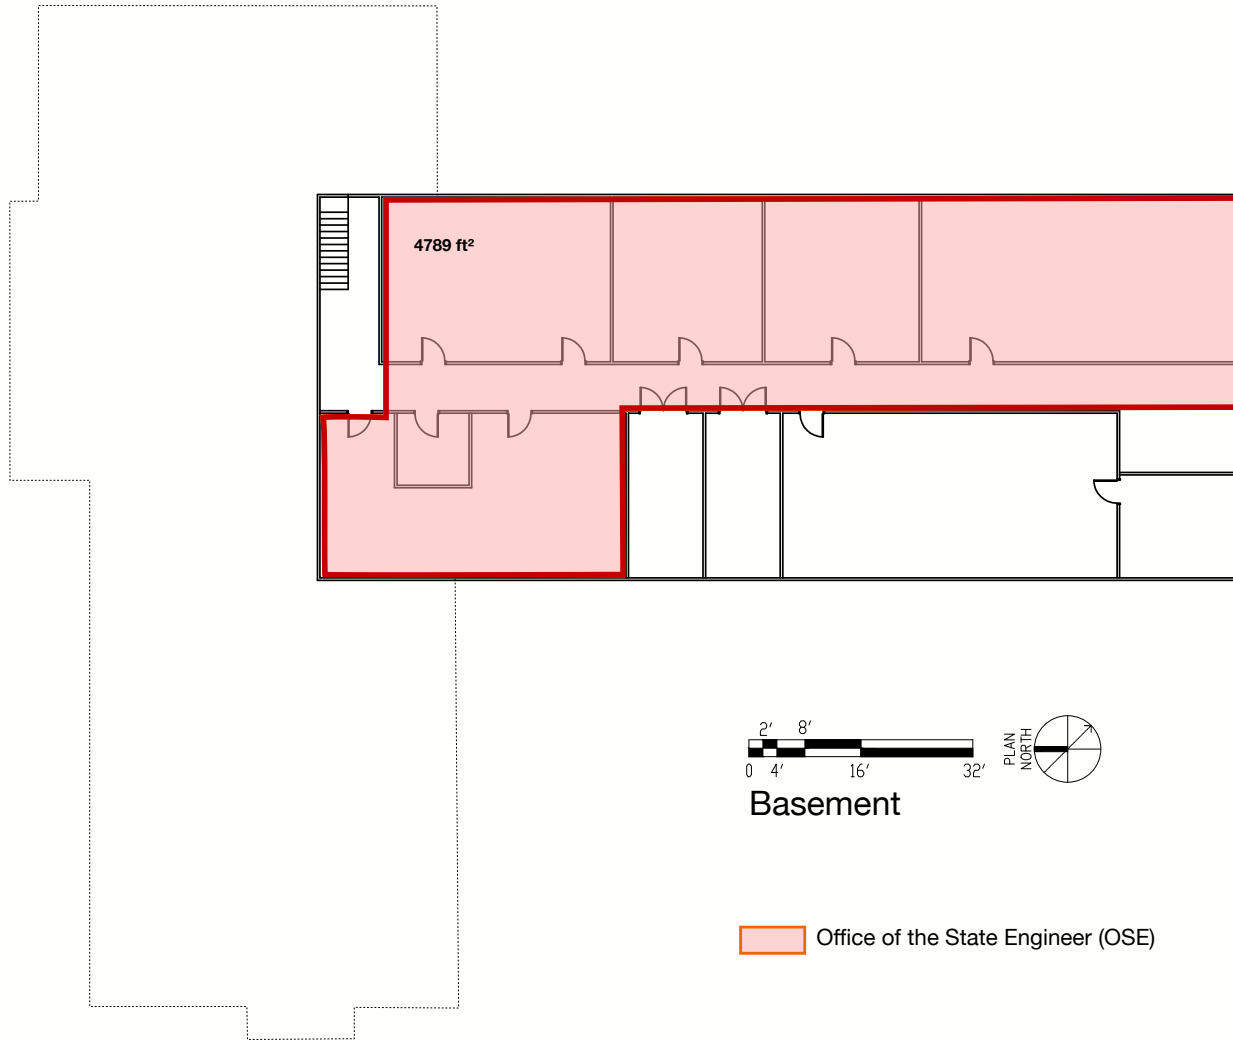 4789 ft²
2' 8'
0 4' 16' 32'
PLAN
NORTH
Basement
Office of the State Engineer (OSE)